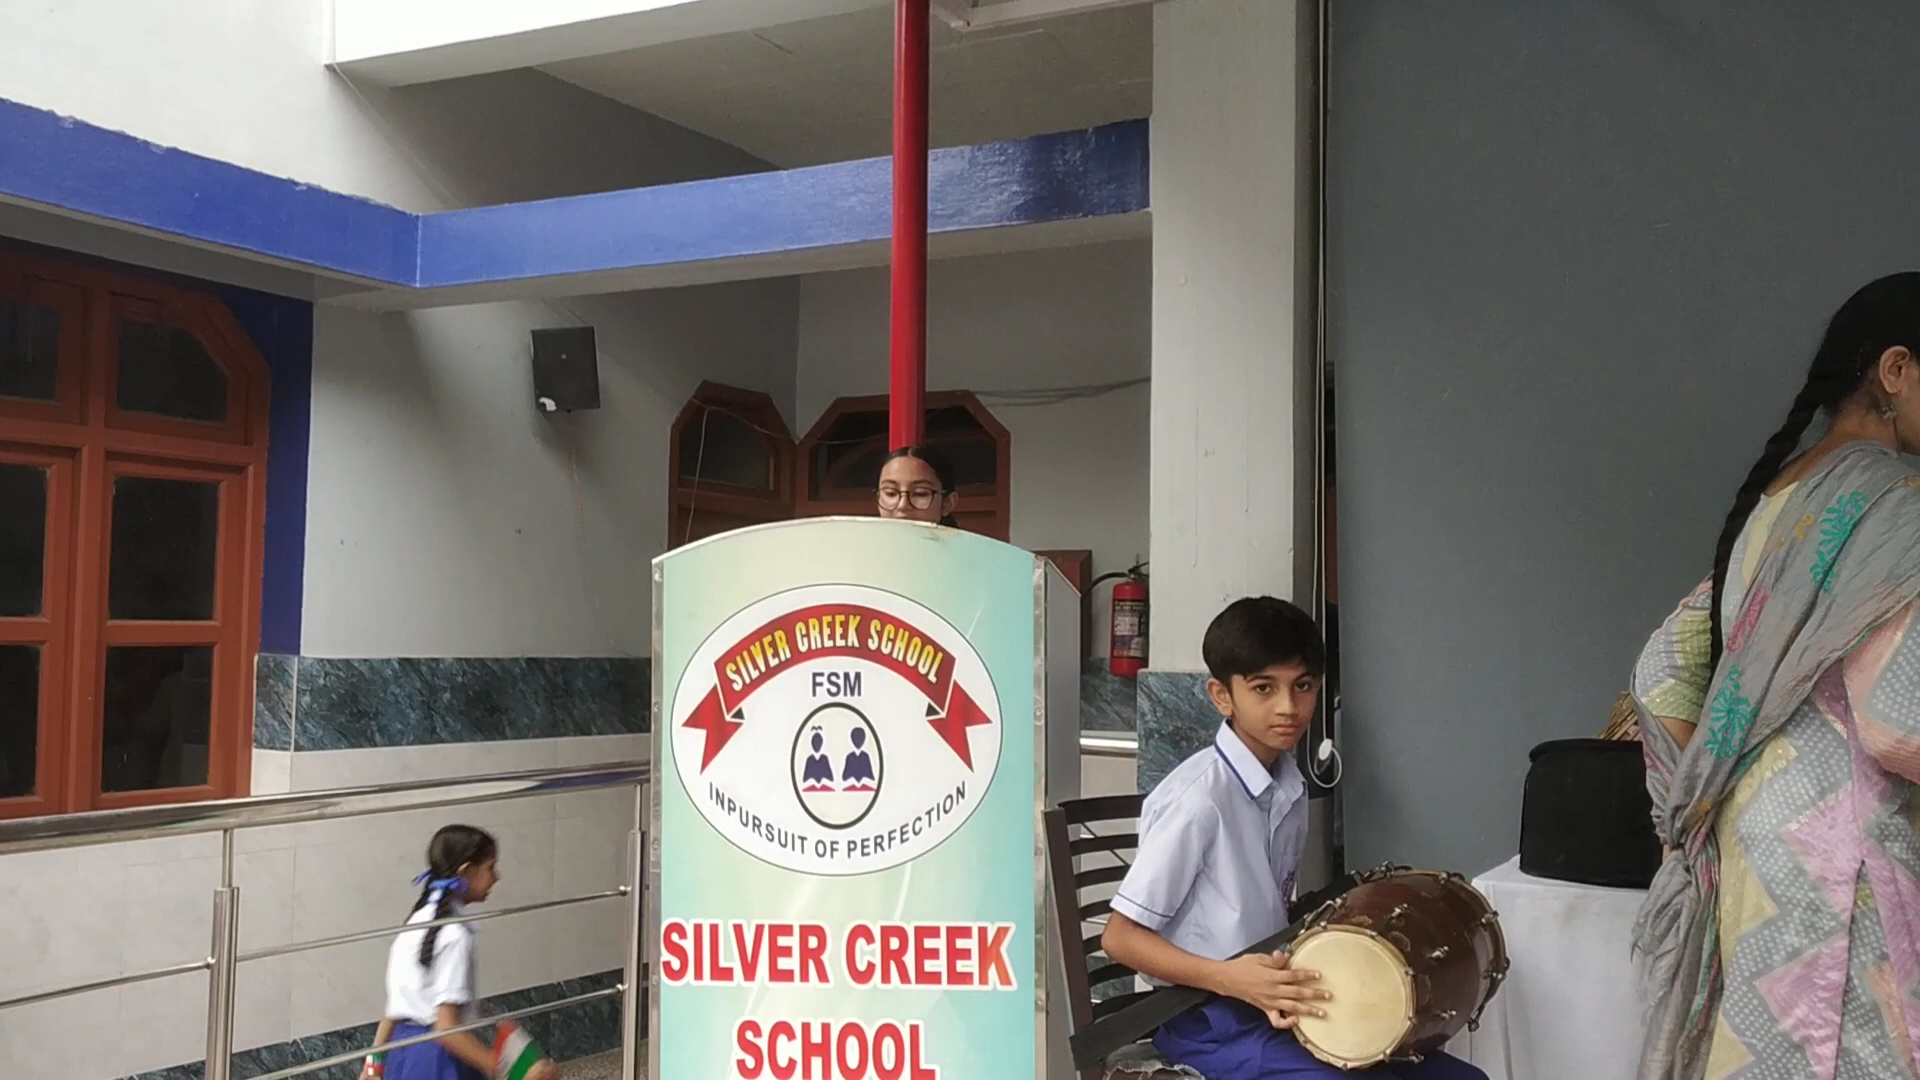 SILVER CREEK SCHOOL
FSM
INPURSUIT OF PERFECTION
SILVER CREEK
SCHOOL